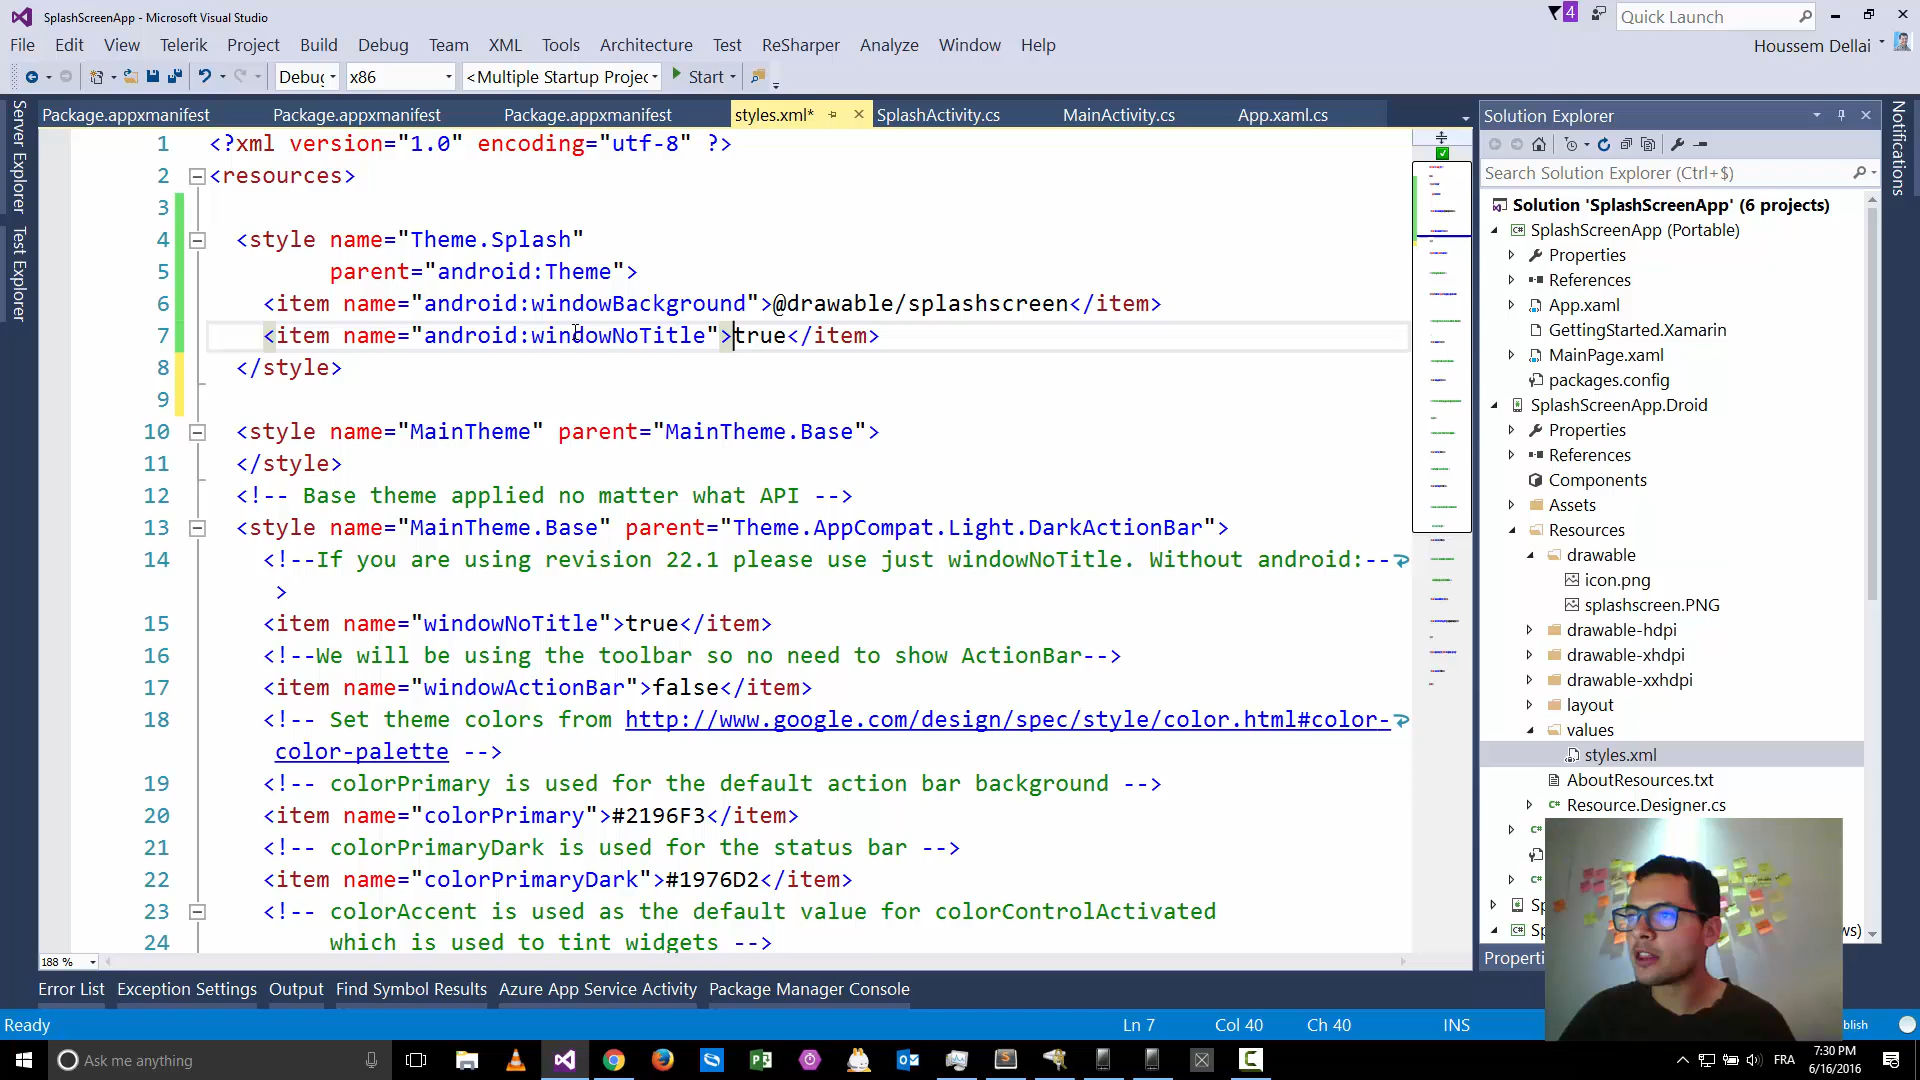 SplashScreenApp - Microsoft Visual Studio
4
Quick Launch
File Edit View Telerik Project Build Debug Team XML Tools Architecture Test ReSharper Analyze Window Help
Houssem Dellai
Debug x86 <Multiple Startup Projec Start
Package.appxmanifest Package.appxmanifest Package.appxmanifest styles.xml* SplashActivity.cs MainActivity.cs App.xaml.cs
Server Explorer
Test Explorer
1 <?xml version="1.0" encoding="utf-8" ?>
2 <resources>
3
4 <style name="Theme.Splash"
5 parent="android:Theme">
6 <item name="android:windowBackground">@drawable/splashscreen</item>
7 <item name="android:windowNoTitle">true</item>
8 </style>
9
10 <style name="MainTheme" parent="MainTheme.Base">
11 </style>
12 <!-- Base theme applied no matter what API -->
13 <style name="MainTheme.Base" parent="Theme.AppCompat.Light.DarkActionBar">
14 <!--If you are using revision 22.1 please use just windowNoTitle. Without android:--
>
15 <item name="windowNoTitle">true</item>
16 <!--We will be using the toolbar so no need to show ActionBar-->
17 <item name="windowActionBar">false</item>
18 <!-- Set theme colors from http://www.google.com/design/spec/style/color.html#color-
color-palette -->
19 <!-- colorPrimary is used for the default action bar background -->
20 <item name="colorPrimary">#2196F3</item>
21 <!-- colorPrimaryDark is used for the status bar -->
22 <item name="colorPrimaryDark">#1976D2</item>
23 <!-- colorAccent is used as the default value for colorControlActivated
24 which is used to tint widgets -->
188 %
Solution Explorer
Search Solution Explorer (Ctrl+$)
Solution 'SplashScreenApp' (6 projects)
SplashScreenApp (Portable)
Properties
References
App.xaml
GettingStarted.Xamarin
MainPage.xaml
packages.config
SplashScreenApp.Droid
Properties
References
Components
Assets
Resources
drawable
icon.png
splashscreen.PNG
drawable-hdpi
drawable-xhdpi
drawable-xxhdpi
layout
values
styles.xml
AboutResources.txt
Resource.Designer.cs
C#
C#
Sp
Sp ws)
Properti
Notifications
Error List Exception Settings Output Find Symbol Results Azure App Service Activity Package Manager Console
Ready Ln 7 Col 40 Ch 40 INS blish
Ask me anything
FRA
7:30 PM
6/16/2016